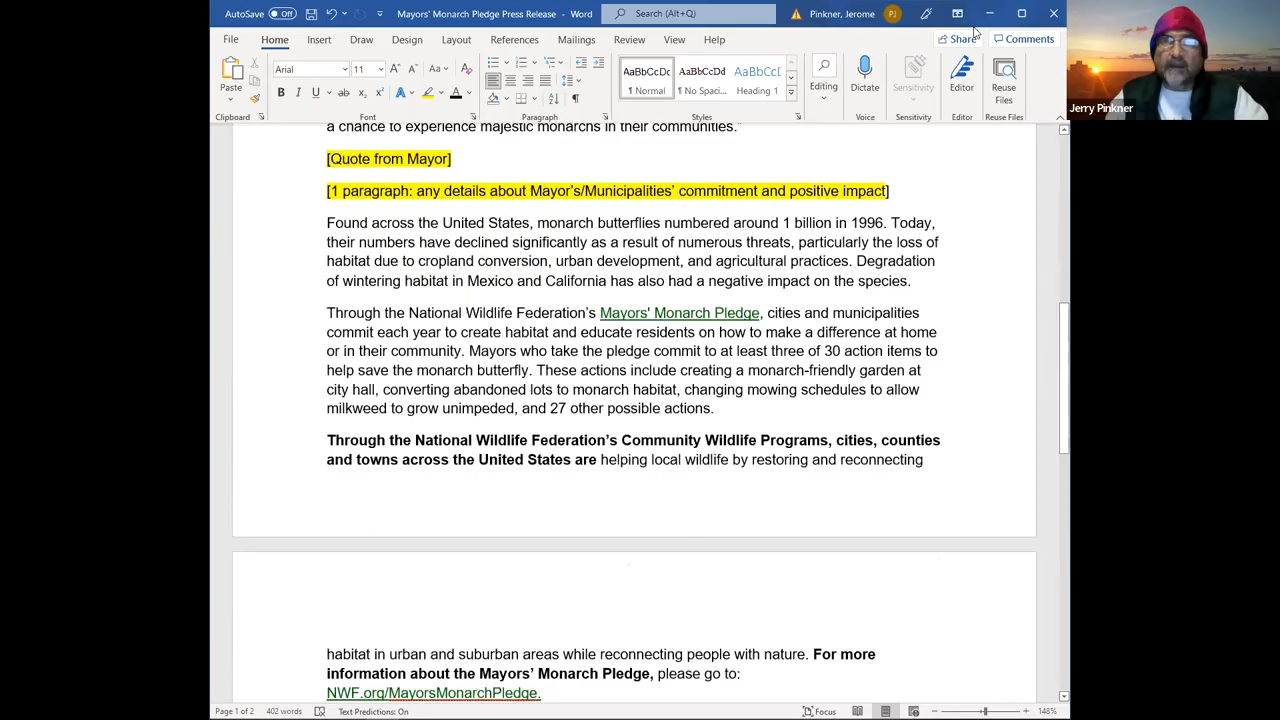 AutoSave Off Mayors' Monarch Pledge Press Release - Word Search (Alt+Q) Pinkner, Jerome PJ
File Home Insert Draw Design Layout References Mailings Review View Help Share Comments
Paste Arial 11 AaBbCcDc AaBbCcDd AaBbCc Editing Dictate Sensitivity Editor Reuse Files
¶ Normal ¶ No Spaci... Heading 1
Clipboard Font Paragraph Styles Voice Sensitivity Editor Reuse Files
Jerry Pinkner
a chance to experience majestic monarchs in their communities."
[Quote from Mayor]
[1 paragraph: any details about Mayor's/Municipalities' commitment and positive impact]
Found across the United States, monarch butterflies numbered around 1 billion in 1996. Today,
their numbers have declined significantly as a result of numerous threats, particularly the loss of
habitat due to cropland conversion, urban development, and agricultural practices. Degradation
of wintering habitat in Mexico and California has also had a negative impact on the species.
Through the National Wildlife Federation's Mayors' Monarch Pledge, cities and municipalities
commit each year to create habitat and educate residents on how to make a difference at home
or in their community. Mayors who take the pledge commit to at least three of 30 action items to
help save the monarch butterfly. These actions include creating a monarch-friendly garden at
city hall, converting abandoned lots to monarch habitat, changing mowing schedules to allow
milkweed to grow unimpeded, and 27 other possible actions.
Through the National Wildlife Federation's Community Wildlife Programs, cities, counties
and towns across the United States are helping local wildlife by restoring and reconnecting
habitat in urban and suburban areas while reconnecting people with nature. For more
information about the Mayors' Monarch Pledge, please go to:
NWF.org/MayorsMonarchPledge.
Page 1 of 2 402 words Text Predictions: On Focus 148%